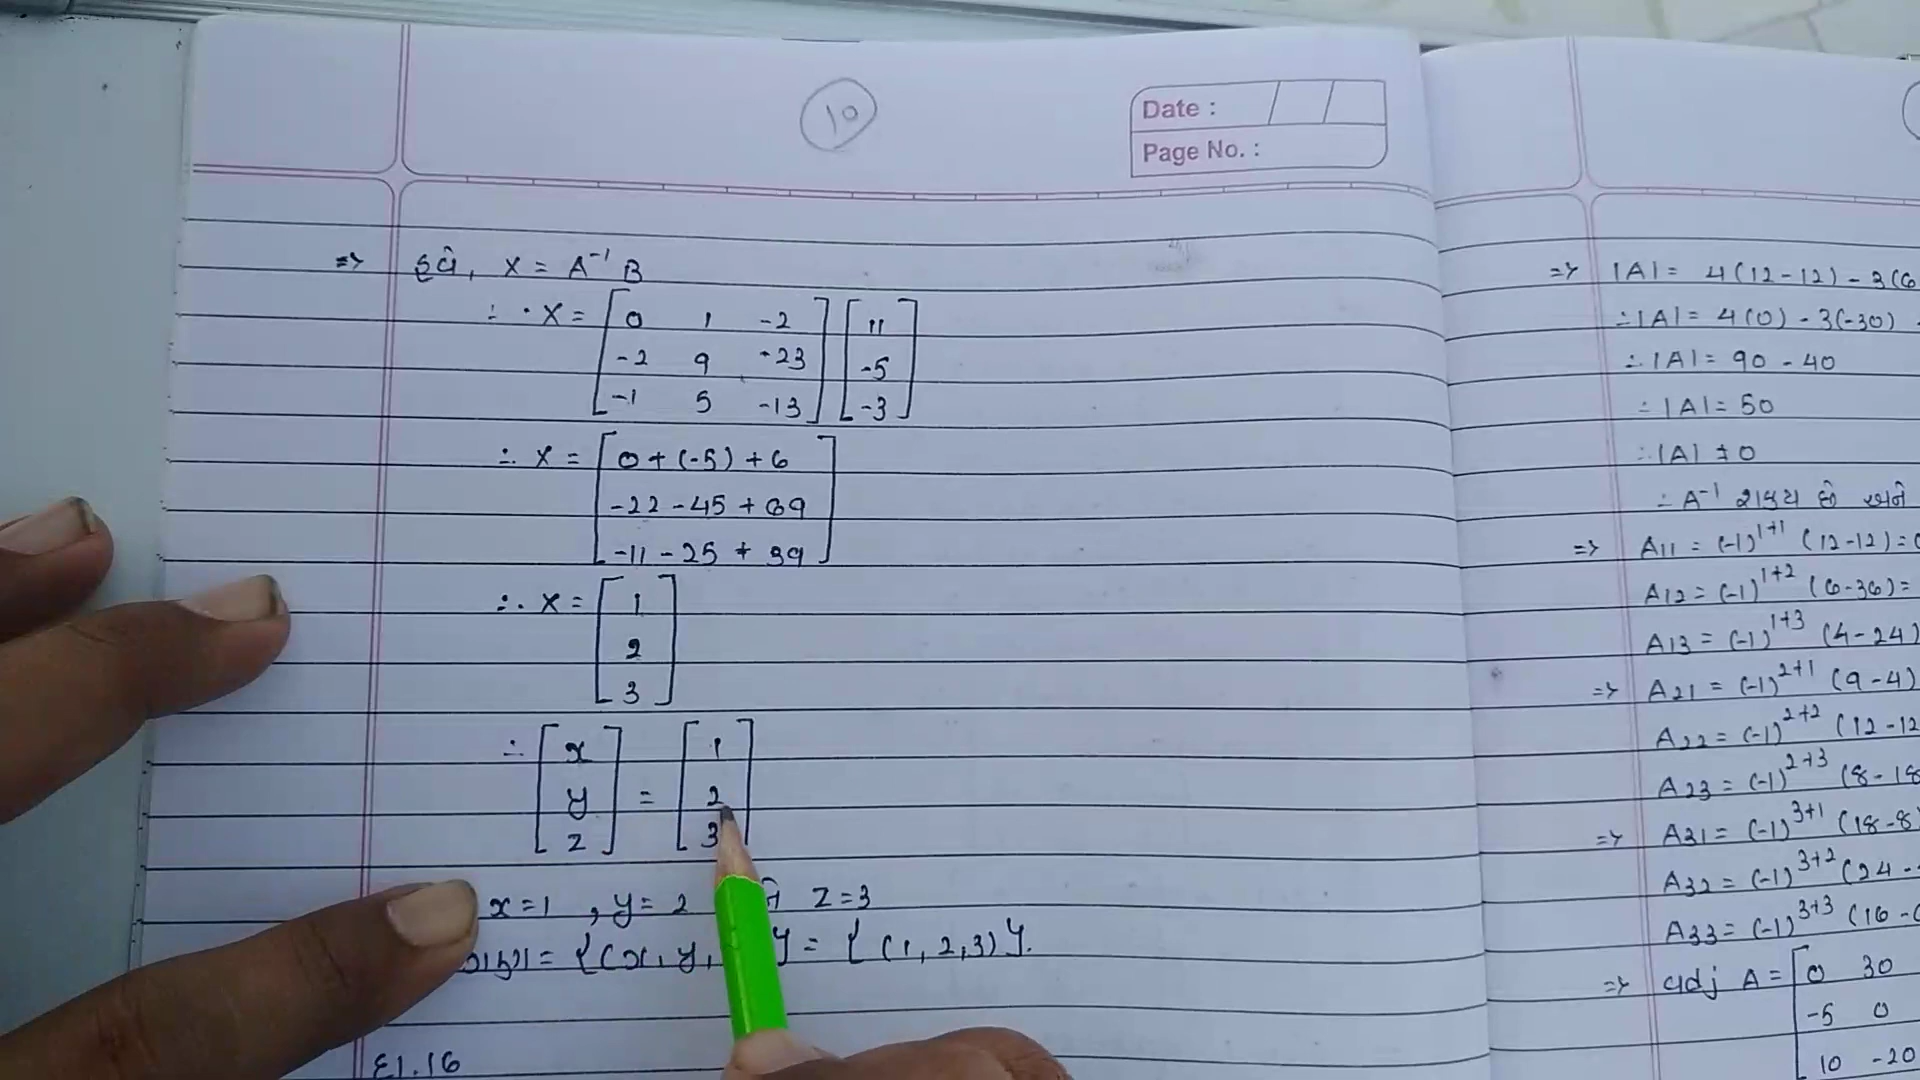 10
Date :
Page No. :
⇒ હવે, X = A⁻¹ B
∴ X = [0 1 -2] [11]
[-2 9 -23] [-5]
[-1 5 -13] [-3]
∴ X = [0 + (-5) + 6]
[-22 - 45 + 69]
[-11 - 25 + 39]
∴ X = [1]
[2]
[3]
∴ [x] [1]
[y] = [2]
[z] [3]
x = 1 , y = 2 z = 3
= {(x, y, } = { (1, 2, 3) }.
દા.16
⇒ |A| = 4(12-12) - 3(6
∴ |A| = 4(0) - 3(-30)
∴ |A| = 90 - 40
∴ |A| = 50
∴ |A| ≠ 0
∴ A⁻¹ શક્ય છે અને
⇒ A11 = (-1)¹⁺¹ (12-12) =
A12 = (-1)¹⁺² (6-36) =
A13 = (-1)¹⁺³ (4-24)
⇒ A21 = (-1)²⁺¹ (9-4)
A22 = (-1)²⁺² (12-12
A23 = (-1)²⁺³ (8-18
⇒ A31 = (-1)³⁺¹ (18-8
A32 = (-1)³⁺² (24-
A33 = (-1)³⁺³ (16-
⇒ adj A = [0 30
-5 0
10 -20